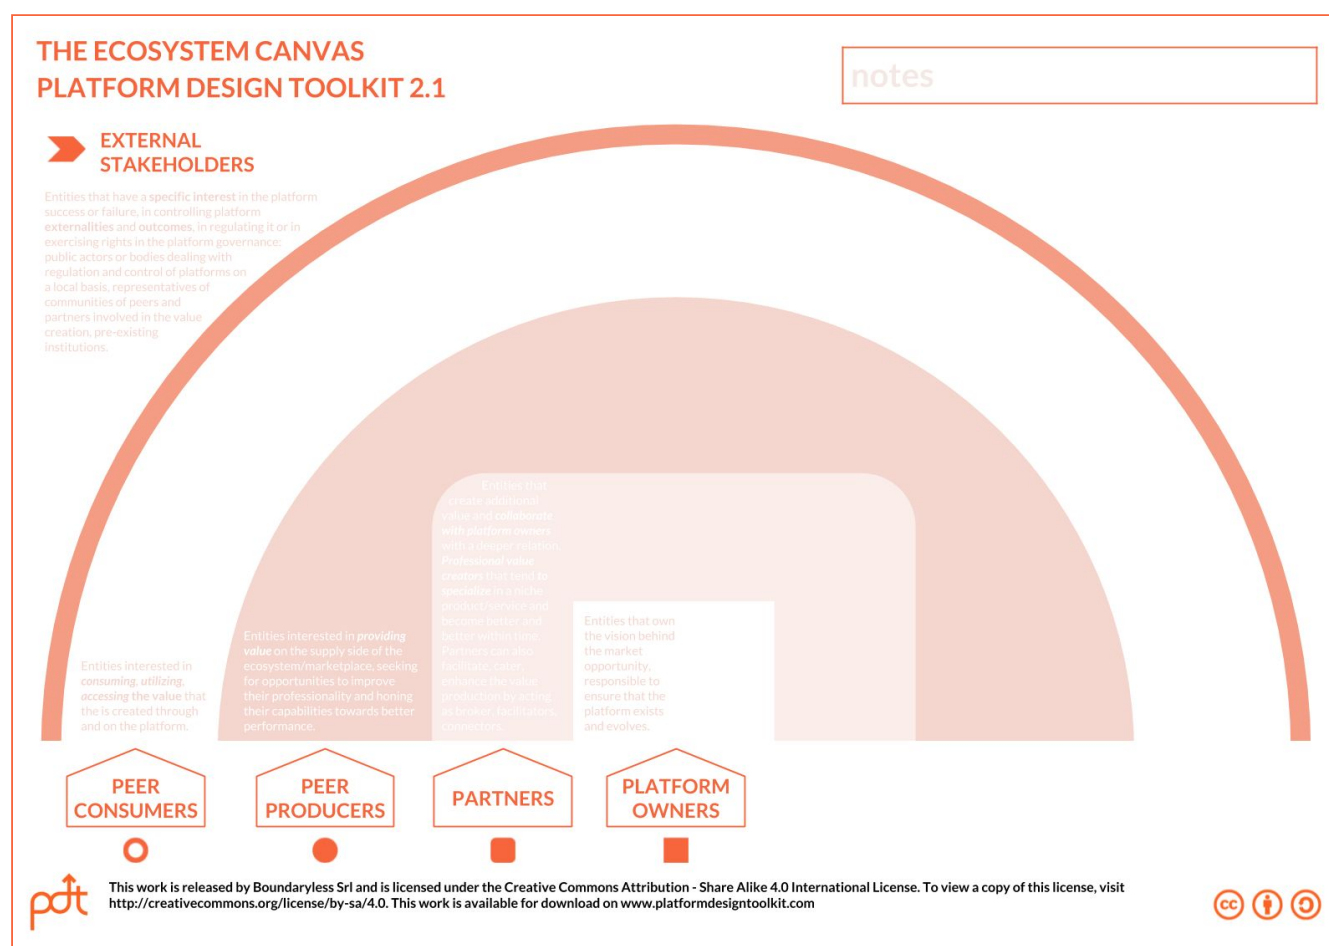 THE ECOSYSTEM CANVAS
PLATFORM DESIGN TOOLKIT 2.1
notes
EXTERNAL
STAKEHOLDERS
Entities that have a specific interest in the platform
success or failure, in controlling platform
externalities and outcomes, in regulating it or in
exercising rights in the platform governance:
public actors or bodies dealing with
regulation and control of platforms on
a local basis, representatives of
communities of peers and
partners involved in the value
creation, pre-existing
institutions.
Entities interested in
consuming, utilizing,
accessing the value that
the is created through
and on the platform.
Entities interested in providing
value on the supply side of the
ecosystem/marketplace, seeking
for opportunities to improve
their professionality and honing
their capabilities towards better
performance.
Entities that
create additional
value and collaborate
with platform owners
with a deeper relation.
Professional value
creators that tend to
specialize in a niche
product/service and
become better and
better within time.
Partners can also
facilitate, cater,
enhance the value
production by acting
as broker, facilitators,
connectors.
Entities that own
the vision behind
the market
opportunity,
responsible to
ensure that the
platform exists
and evolves.
PEER
CONSUMERS
PEER
PRODUCERS
PARTNERS
PLATFORM
OWNERS
pdt
This work is released by Boundaryless Srl and is licensed under the Creative Commons Attribution - Share Alike 4.0 International License. To view a copy of this license, visit
http://creativecommons.org/license/by-sa/4.0. This work is available for download on www.platformdesigntoolkit.com
cc